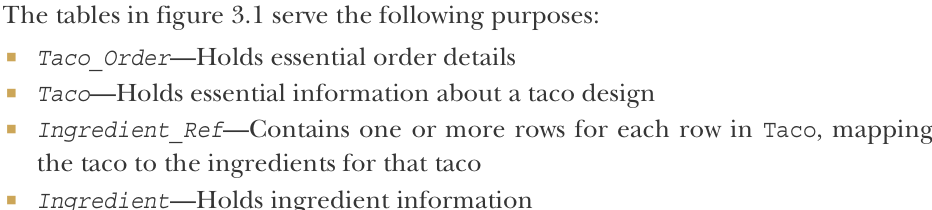 The tables in figure 3.1 serve the following purposes:
■ Taco_Order—Holds essential order details
■ Taco—Holds essential information about a taco design
■ Ingredient_Ref—Contains one or more rows for each row in Taco, mapping
the taco to the ingredients for that taco
■ Ingredient—Holds ingredient information